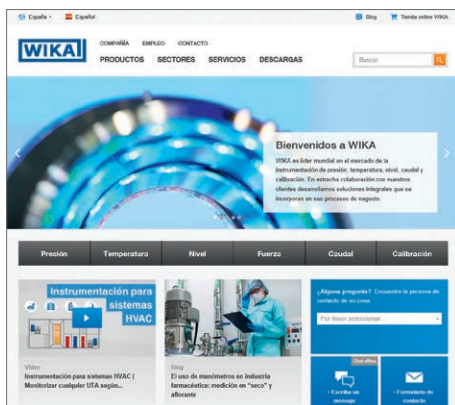 España
Español
Blog
Tienda online WIKA
WIKA
COMPAÑÍA EMPLEO CONTACTO
PRODUCTOS SECTORES SERVICIOS DESCARGAS
Buscar
Bienvenidos a WIKA
WIKA es líder mundial en el mercado de la
instrumentación de presión, temperatura, nivel, caudal y
calibración. En estrecha colaboración con nuestros
clientes desarrollamos soluciones integrales que se
incorporan en sus procesos de negocio.
Presión Temperatura Nivel Fuerza Caudal Calibración
Instrumentación para
sistemas
HVAC
Vídeo
Instrumentación para sistemas HVAC |
Monitorizar cualquier UTA según...
Blog
El uso de manómetros en industria
farmacéutica: medición en "seco" y
aflorante
¿Alguna pregunta? Encuentre la persona de
contacto de su zona
Por favor seleccionar ...
Chat offline
Escriba un
mensaje
Formulario de
contacto